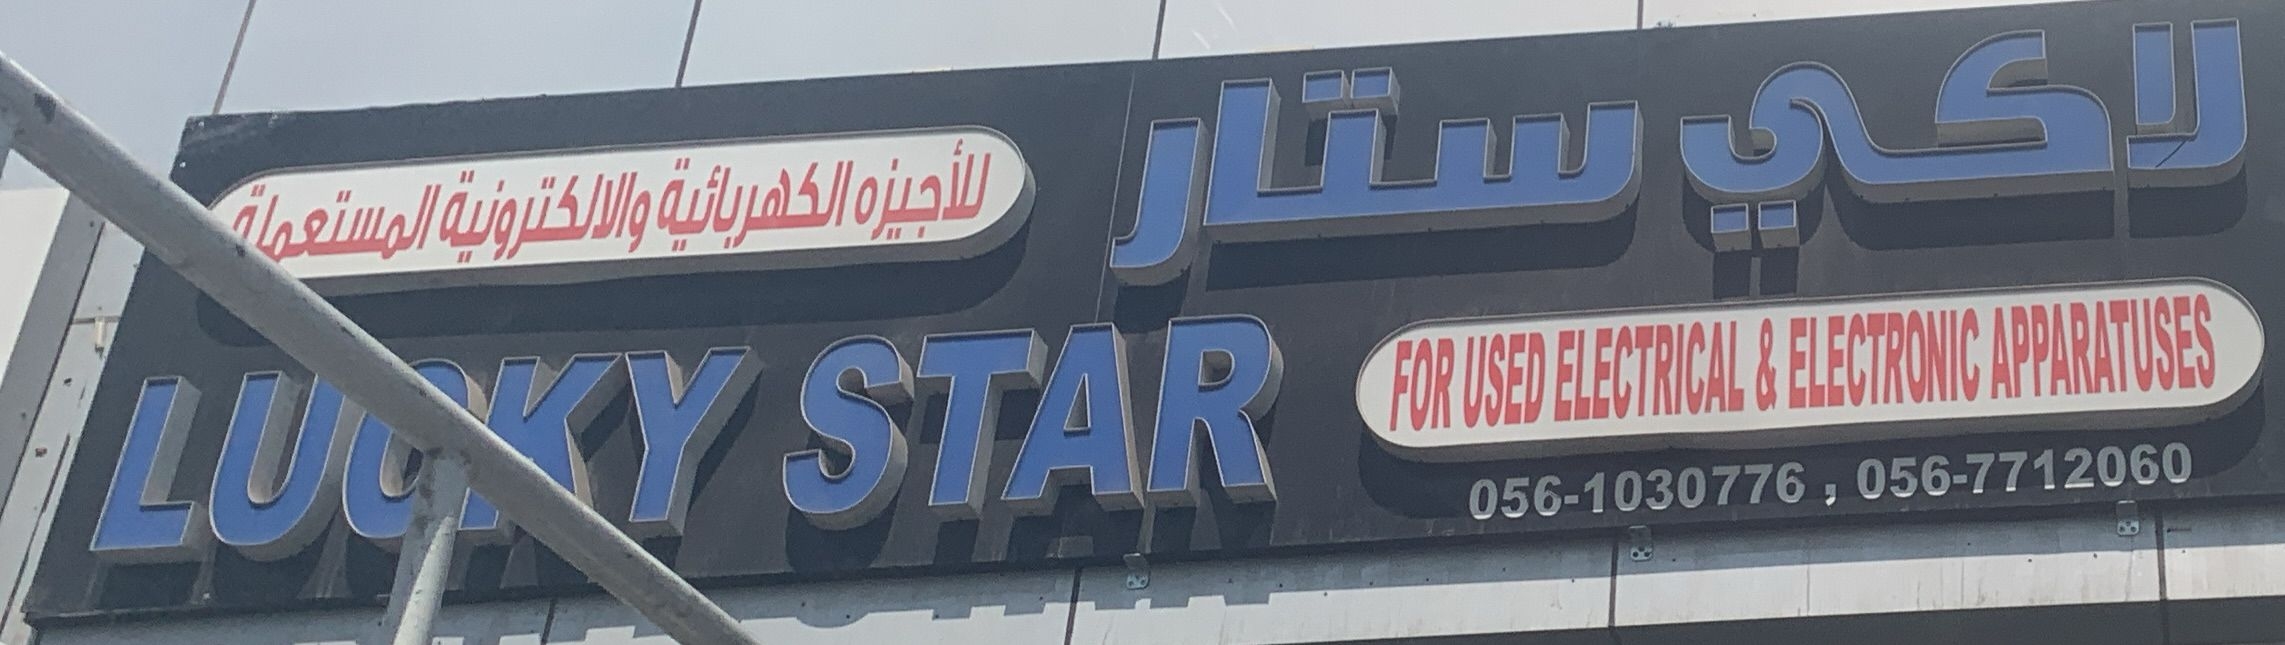 لاكي ستار
للأجيزه الكهربائية والالكترونية المستعملة
LUCKY STAR
FOR USED ELECTRICAL & ELECTRONIC APPARATUSES
056-1030776 , 056-7712060